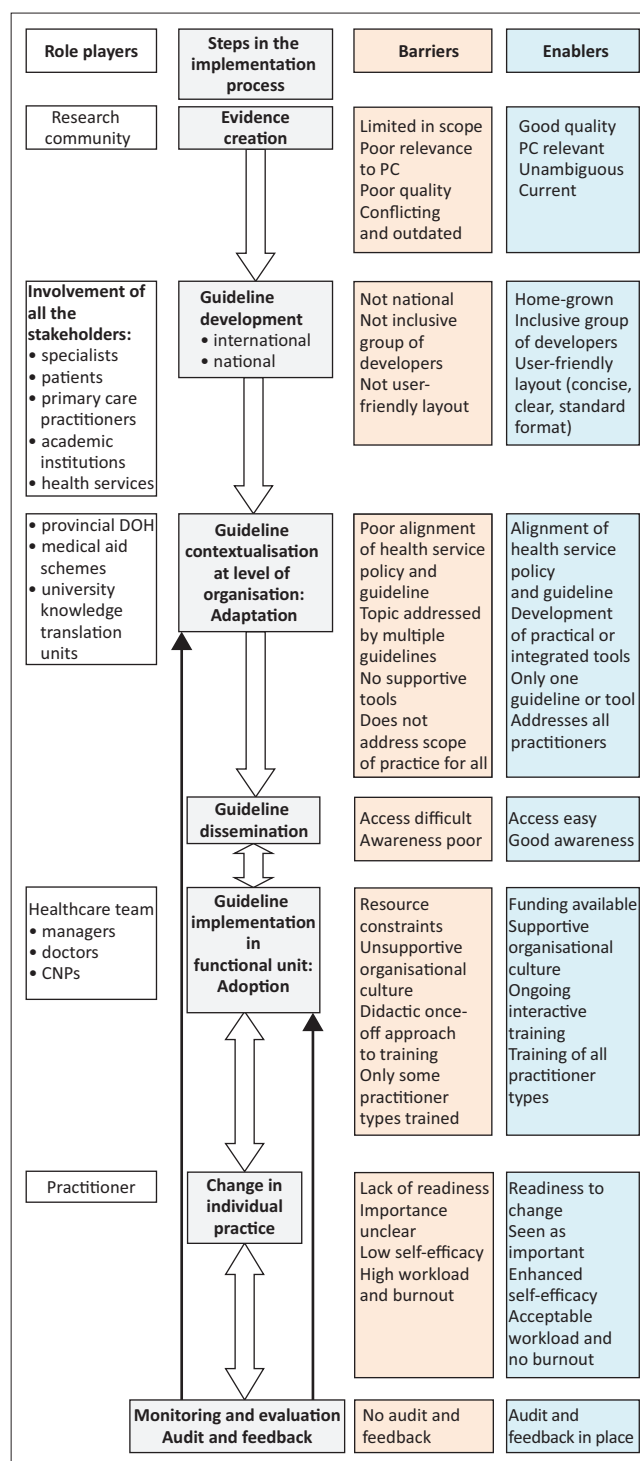 Role players
Steps in the
implementation
process
Barriers
Enablers
Research
community
Evidence
creation
Limited in scope
Poor relevance
to PC
Poor quality
Conflicting
and outdated
Good quality
PC relevant
Unambiguous
Current
Involvement of
all the
stakeholders:
• specialists
• patients
• primary care
practitioners
• academic
institutions
• health services
Guideline
development
• international
• national
Not national
Not inclusive
group of
developers
Not user-
friendly layout
Home-grown
Inclusive group
of developers
User-friendly
layout (concise,
clear, standard
format)
• provincial DOH
• medical aid
schemes
• university
knowledge
translation
units
Guideline
contextualisation
at level of
organisation:
Adaptation
Poor alignment
of health service
policy and
guideline
Topic addressed
by multiple
guidelines
No supportive
tools
Does not
address scope
of practice for all
Alignment of
health service
policy
and guideline
Development
of practical or
integrated tools
Only one
guideline or tool
Addresses all
practitioners
Guideline
dissemination
Access difficult
Awareness poor
Access easy
Good awareness
Healthcare team
• managers
• doctors
• CNPs
Guideline
implementation
in
functional unit:
Adoption
Resource
constraints
Unsupportive
organisational
culture
Didactic once-
off approach
to training
Only some
practitioner
types trained
Funding available
Supportive
organisational
culture
Ongoing
interactive
training
Training of all
practitioner
types
Practitioner
Change in
individual
practice
Lack of readiness
Importance
unclear
Low self-efficacy
High workload
and burnout
Readiness to
change
Seen as
important
Enhanced
self-efficacy
Acceptable
workload and
no burnout
Monitoring and evaluation
Audit and feedback
No audit and
feedback
Audit and
feedback in place